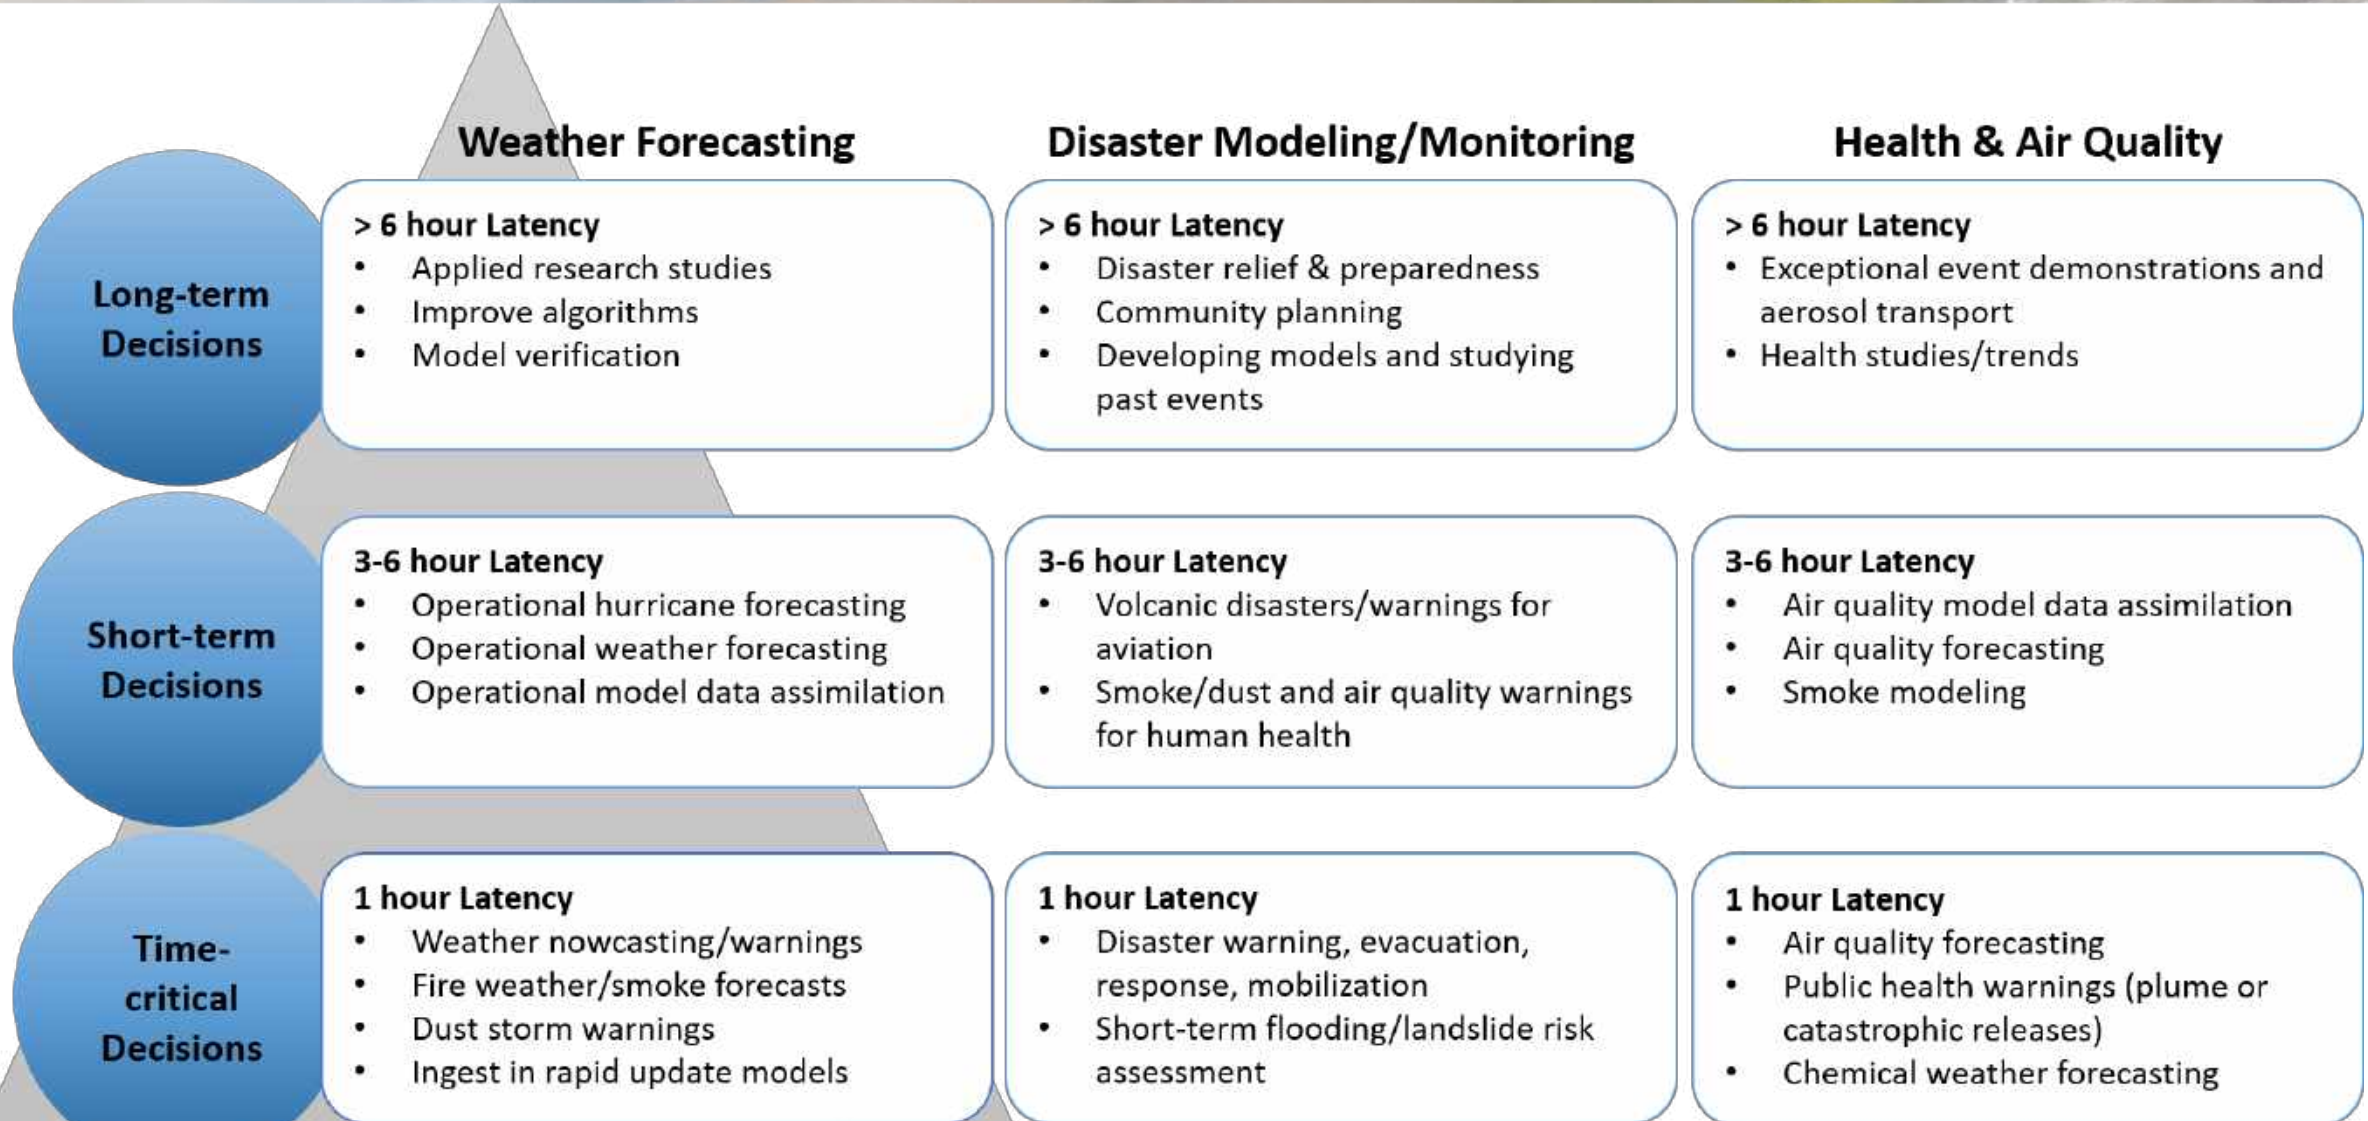 Weather Forecasting
Disaster Modeling/Monitoring
Health & Air Quality
Long-term
Decisions
> 6 hour Latency
• Applied research studies
• Improve algorithms
• Model verification
> 6 hour Latency
• Disaster relief & preparedness
• Community planning
• Developing models and studying
past events
> 6 hour Latency
• Exceptional event demonstrations and
aerosol transport
• Health studies/trends
Short-term
Decisions
3-6 hour Latency
• Operational hurricane forecasting
• Operational weather forecasting
• Operational model data assimilation
3-6 hour Latency
• Volcanic disasters/warnings for
aviation
• Smoke/dust and air quality warnings
for human health
3-6 hour Latency
• Air quality model data assimilation
• Air quality forecasting
• Smoke modeling
Time-
critical
Decisions
1 hour Latency
• Weather nowcasting/warnings
• Fire weather/smoke forecasts
• Dust storm warnings
• Ingest in rapid update models
1 hour Latency
• Disaster warning, evacuation,
response, mobilization
• Short-term flooding/landslide risk
assessment
1 hour Latency
• Air quality forecasting
• Public health warnings (plume or
catastrophic releases)
• Chemical weather forecasting